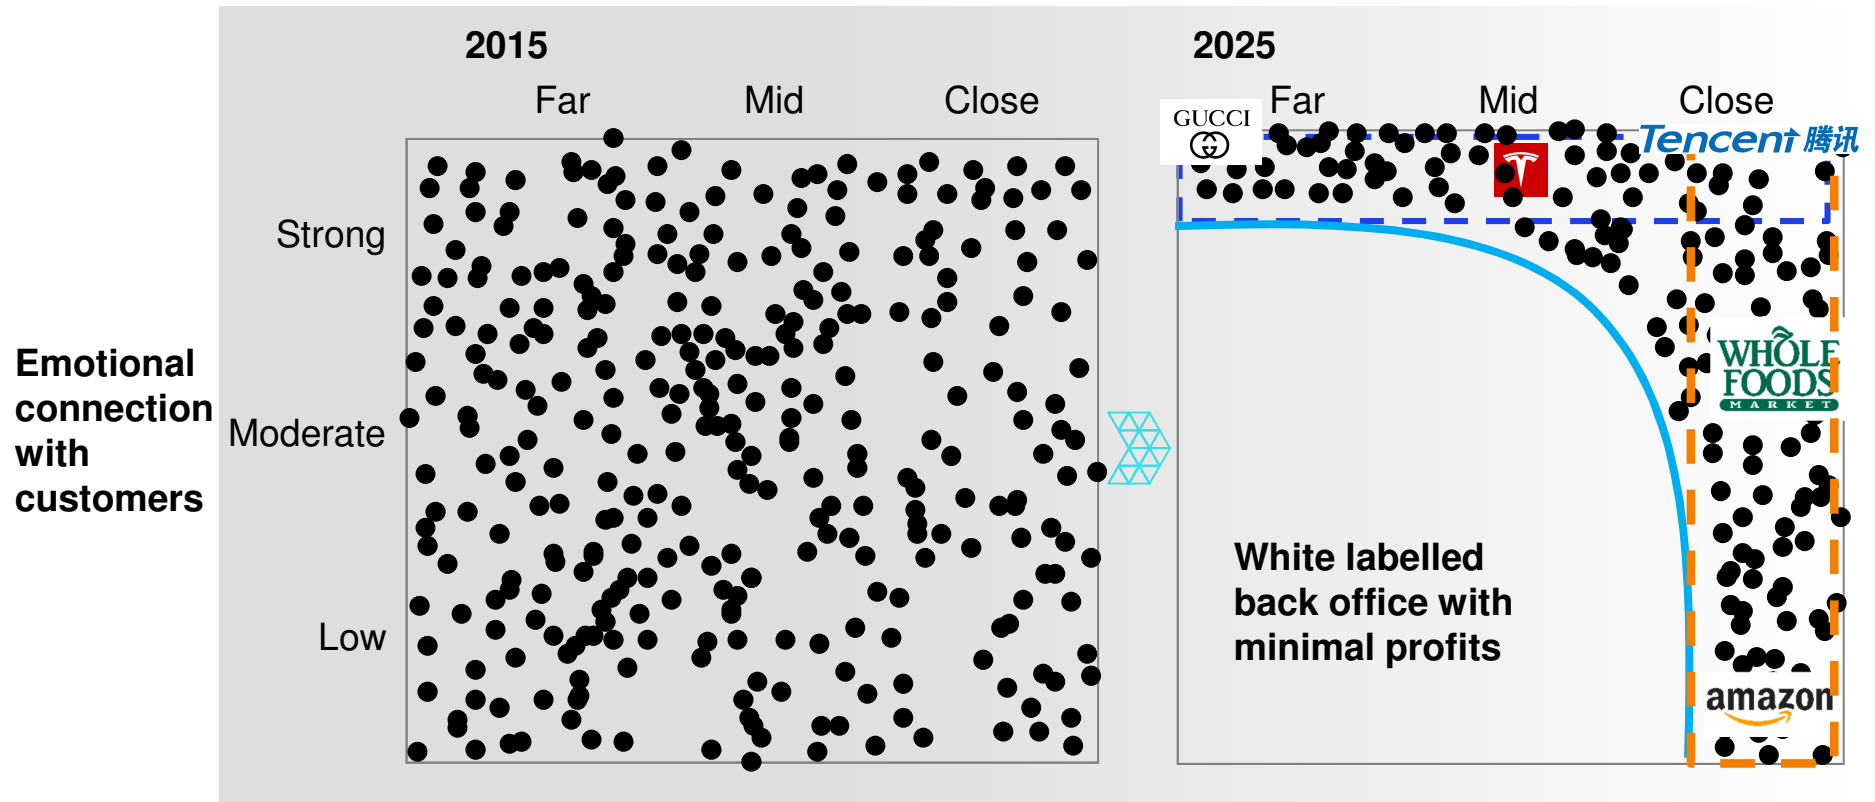 2015
2025
Far Mid Close
Far Mid Close
GUCCI
Tencent 腾讯
Strong
Moderate
Low
Emotional
connection
with
customers
WHOLE
FOODS
MARKET
White labelled
back office with
minimal profits
amazon